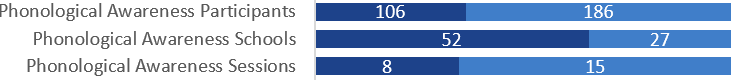 Phonological Awareness Participants 106 186
Phonological Awareness Schools 52 27
Phonological Awareness Sessions 8 15